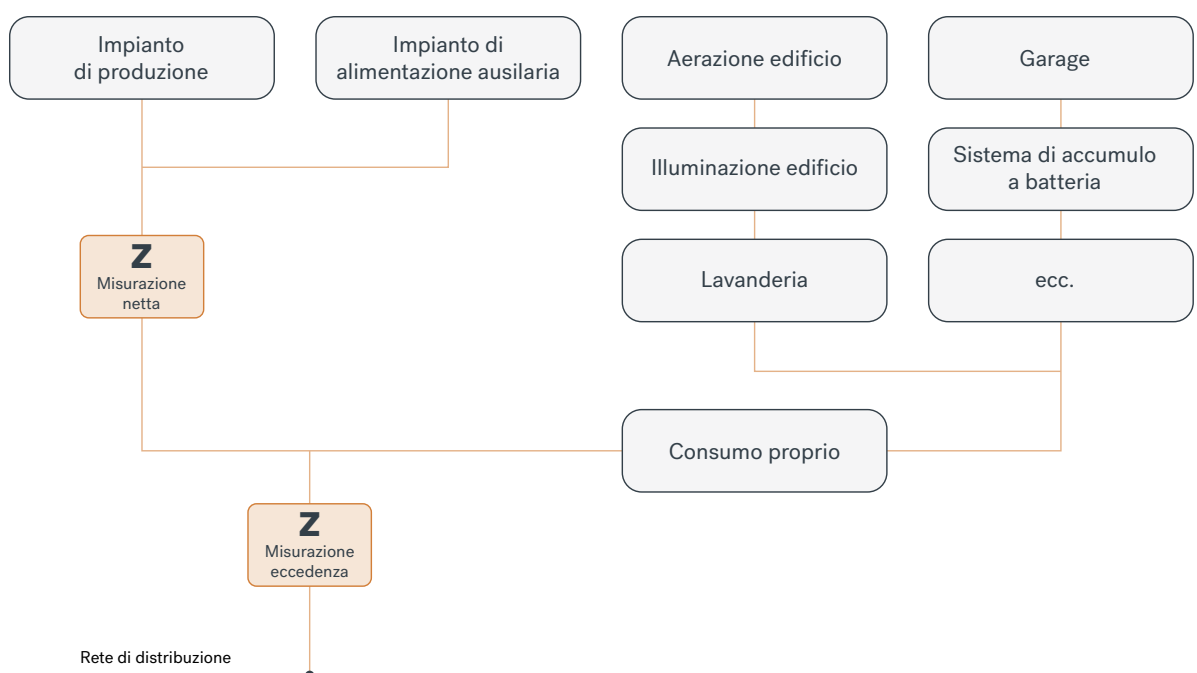 Impianto
di produzione
Impianto di
alimentazione ausilaria
Aerazione edificio
Garage
Illuminazione edificio
Sistema di accumulo
a batteria
Z
Misurazione
netta
Lavanderia
ecc.
Consumo proprio
Z
Misurazione
eccedenza
Rete di distribuzione